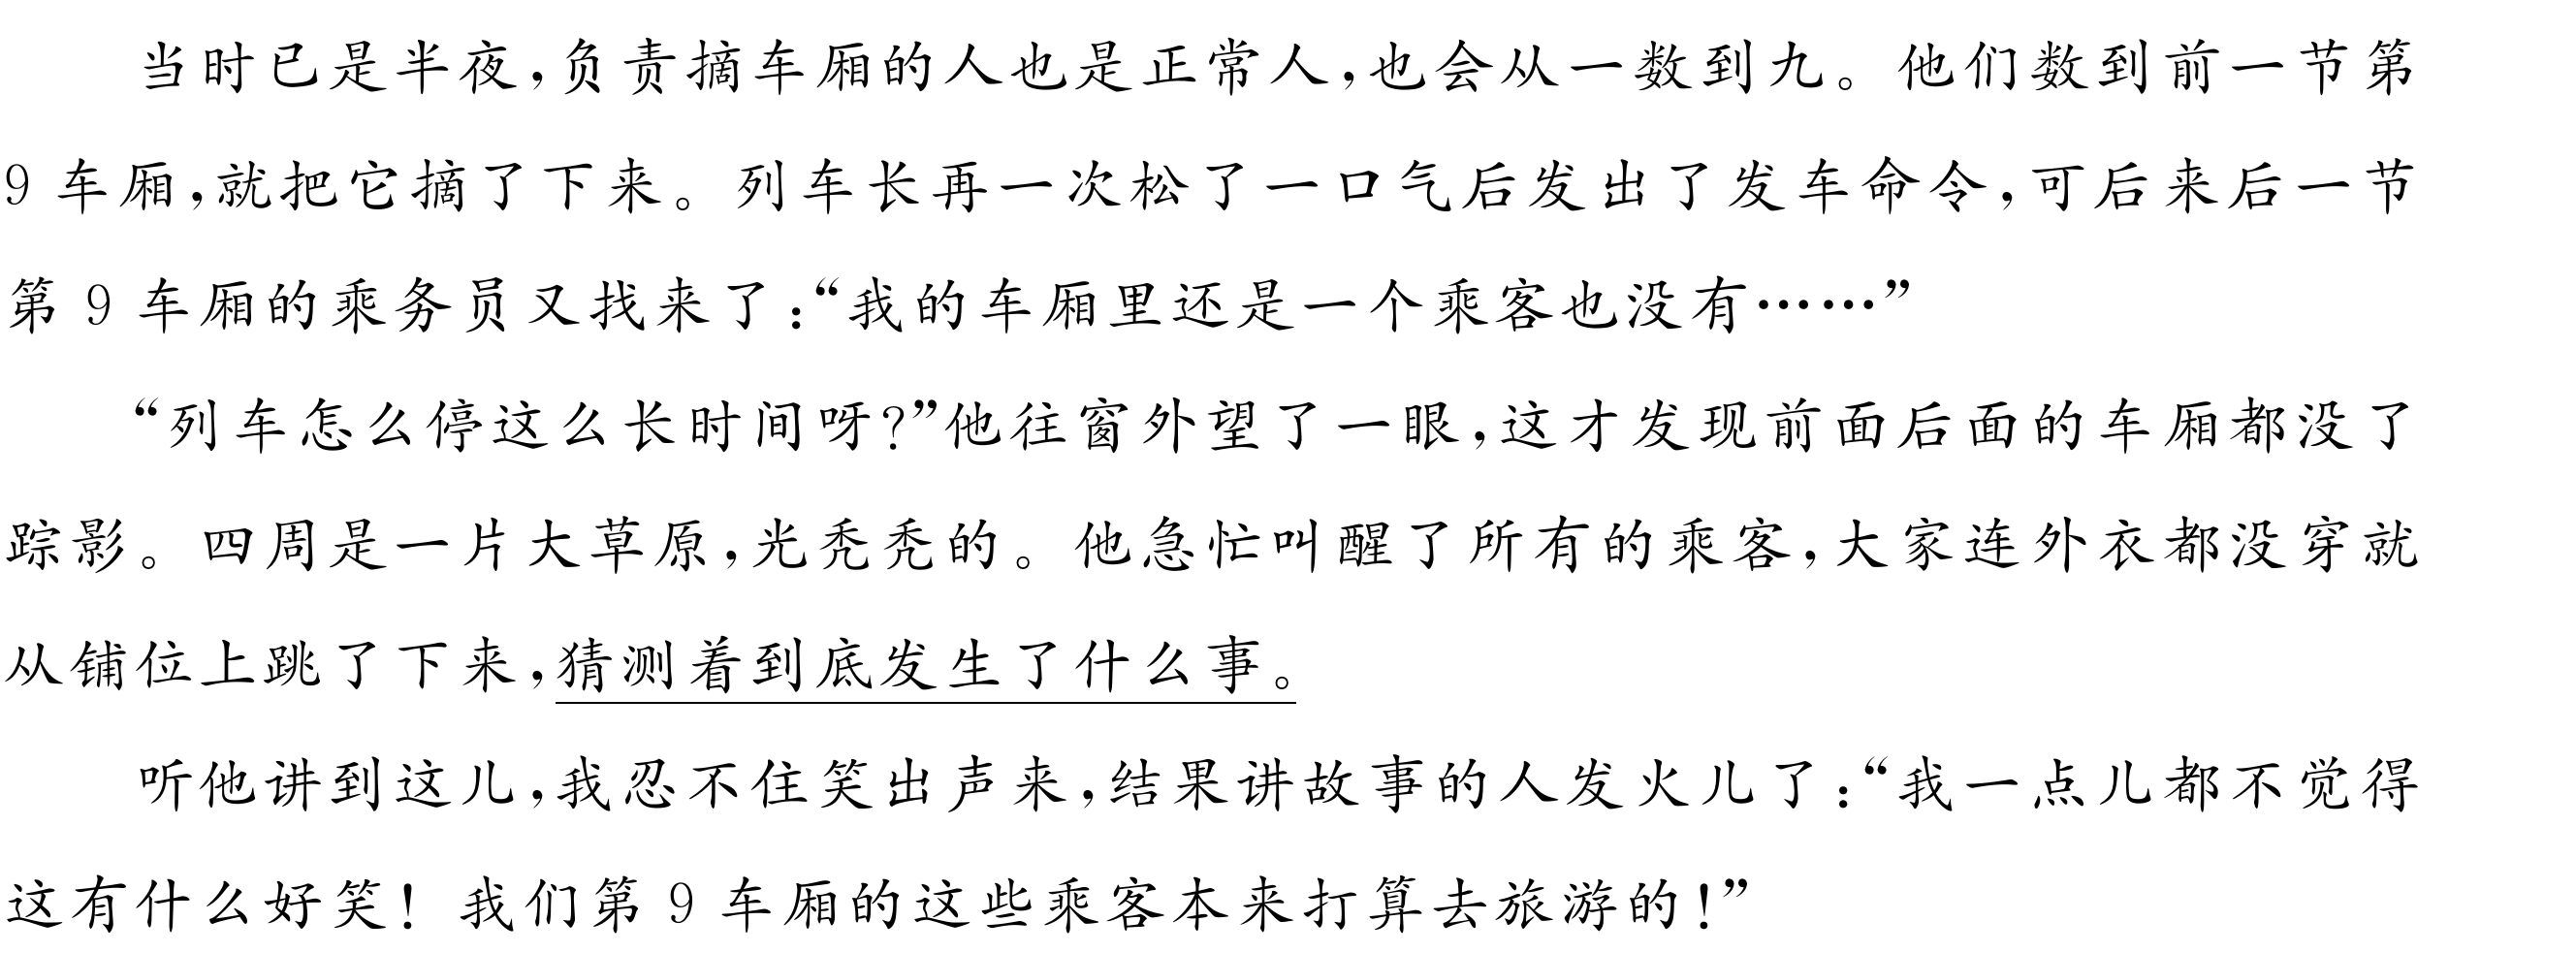 当时已是半夜,负责摘车厢的人也是正常人,也会从一数到九。他们数到前一节第
9 车厢,就把它摘了下来。列车长再一次松了一口气后发出了发车命令,可后来后一节
第 9 车厢的乘务员又找来了:“我的车厢里还是一个乘客也没有……”
“列车怎么停这么长时间呀?”他往窗外望了一眼,这才发现前面后面的车厢都没了
踪影。四周是一片大草原,光秃秃的。他急忙叫醒了所有的乘客,大家连外衣都没穿就
从铺位上跳了下来,猜测着到底发生了什么事。
听他讲到这儿,我忍不住笑出声来,结果讲故事的人发火儿了:“我一点儿都不觉得
这有什么好笑! 我们第 9 车厢的这些乘客本来打算去旅游的!”